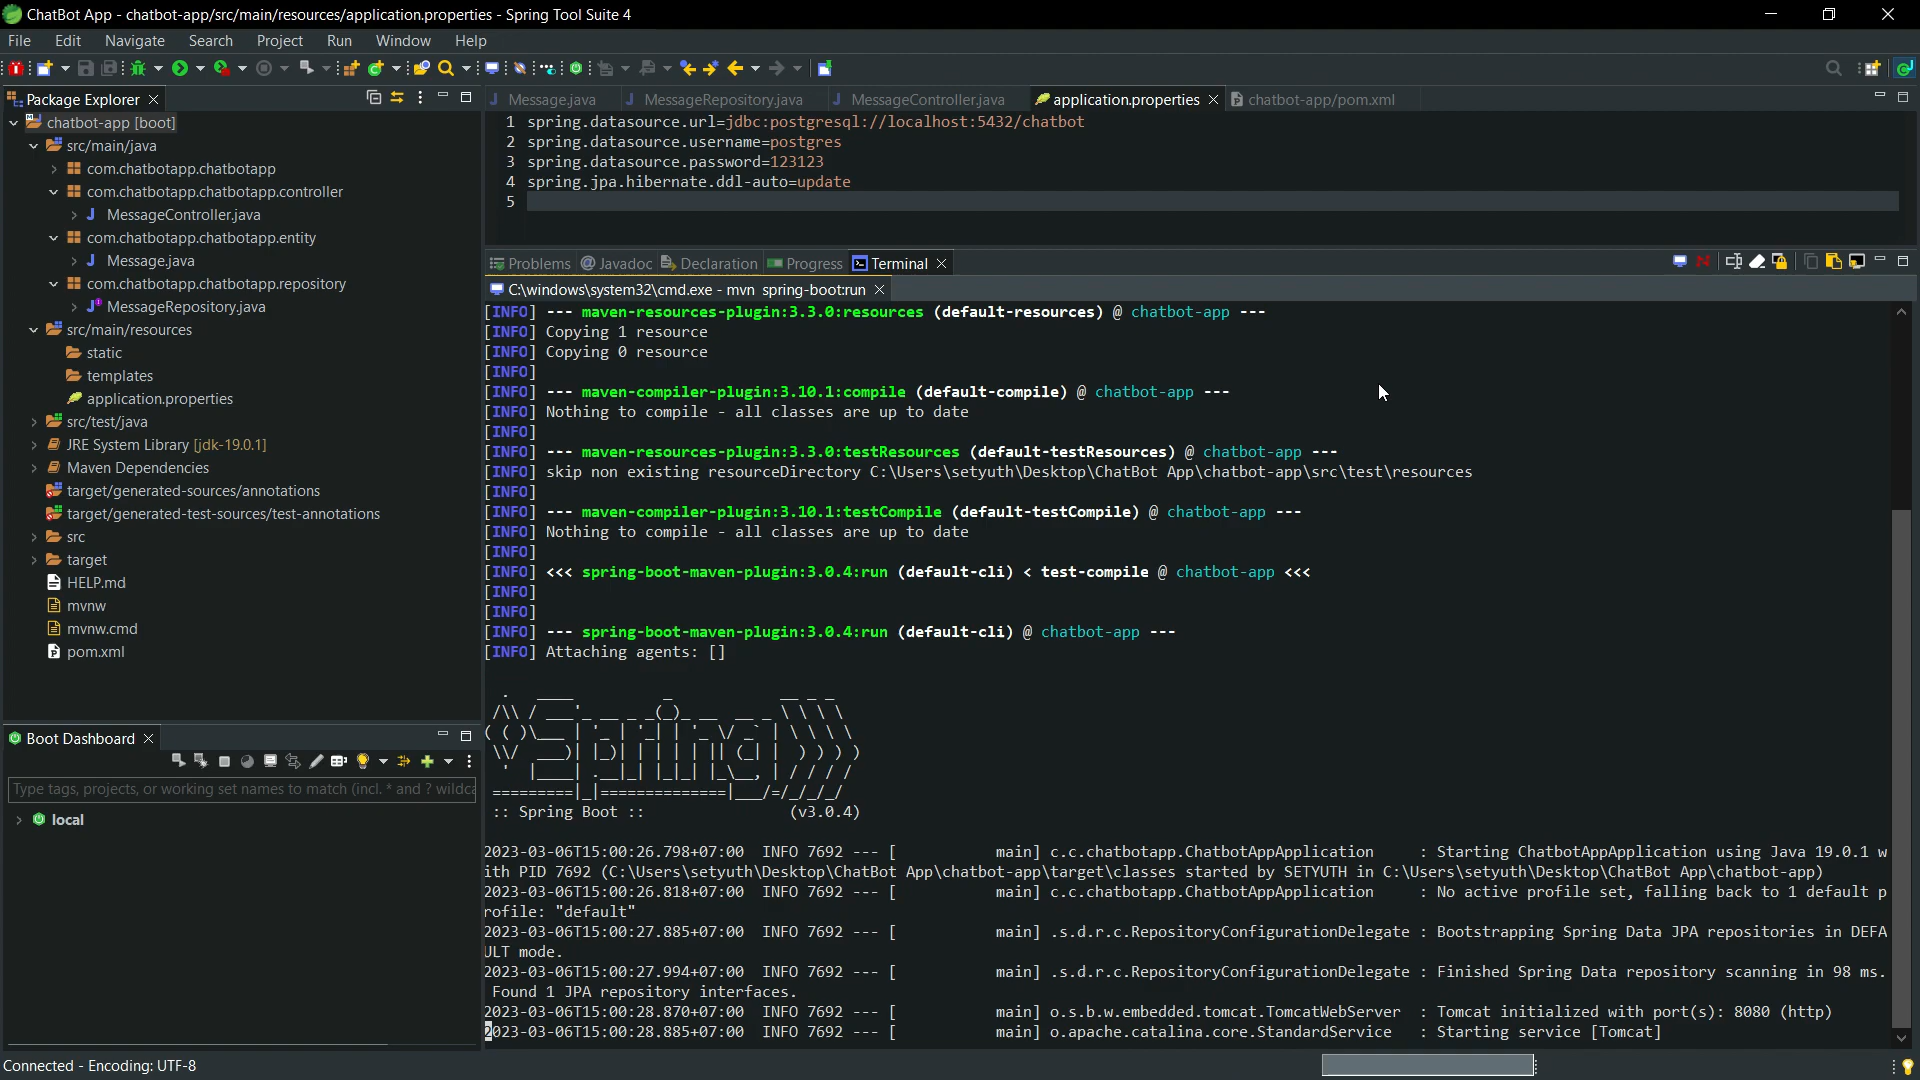 ChatBot App - chatbot-app/src/main/resources/application.properties - Spring Tool Suite 4
File Edit Navigate Search Project Run Window Help
Package Explorer
chatbot-app [boot]
src/main/java
com.chatbotapp.chatbotapp
com.chatbotapp.chatbotapp.controller
MessageController.java
com.chatbotapp.chatbotapp.entity
Message.java
com.chatbotapp.chatbotapp.repository
MessageRepository.java
src/main/resources
static
templates
application.properties
src/test/java
JRE System Library [jdk-19.0.1]
Maven Dependencies
target/generated-sources/annotations
target/generated-test-sources/test-annotations
src
target
HELP.md
mvnw
mvnw.cmd
pom.xml
Boot Dashboard
Type tags, projects, or working set names to match (incl. * and ? wildca
local
Message.java MessageRepository.java MessageController.java application.properties chatbot-app/pom.xml
1 spring.datasource.url=jdbc:postgresql://localhost:5432/chatbot
2 spring.datasource.username=postgres
3 spring.datasource.password=123123
4 spring.jpa.hibernate.ddl-auto=update
5
Problems Javadoc Declaration Progress Terminal
C:\windows\system32\cmd.exe - mvn spring-boot:run
[INFO] --- maven-resources-plugin:3.3.0:resources (default-resources) @ chatbot-app ---
[INFO] Copying 1 resource
[INFO] Copying 0 resource
[INFO]
[INFO] --- maven-compiler-plugin:3.10.1:compile (default-compile) @ chatbot-app ---
[INFO] Nothing to compile - all classes are up to date
[INFO]
[INFO] --- maven-resources-plugin:3.3.0:testResources (default-testResources) @ chatbot-app ---
[INFO] skip non existing resourceDirectory C:\Users\setyuth\Desktop\ChatBot App\chatbot-app\src\test\resources
[INFO]
[INFO] --- maven-compiler-plugin:3.10.1:testCompile (default-testCompile) @ chatbot-app ---
[INFO] Nothing to compile - all classes are up to date
[INFO]
[INFO] <<< spring-boot-maven-plugin:3.0.4:run (default-cli) < test-compile @ chatbot-app <<<
[INFO]
[INFO]
[INFO] --- spring-boot-maven-plugin:3.0.4:run (default-cli) @ chatbot-app ---
[INFO] Attaching agents: []
Spring
:: Spring Boot :: (v3.0.4)
2023-03-06T15:00:26.798+07:00 INFO 7692 --- [ main] c.c.chatbotapp.ChatbotAppApplication : Starting ChatbotAppApplication using Java 19.0.1 w
ith PID 7692 (C:\Users\setyuth\Desktop\ChatBot App\chatbot-app\target\classes started by SETYUTH in C:\Users\setyuth\Desktop\ChatBot App\chatbot-app)
2023-03-06T15:00:26.818+07:00 INFO 7692 --- [ main] c.c.chatbotapp.ChatbotAppApplication : No active profile set, falling back to 1 default p
rofile: "default"
2023-03-06T15:00:27.885+07:00 INFO 7692 --- [ main] .s.d.r.c.RepositoryConfigurationDelegate : Bootstrapping Spring Data JPA repositories in DEFA
ULT mode.
2023-03-06T15:00:27.994+07:00 INFO 7692 --- [ main] .s.d.r.c.RepositoryConfigurationDelegate : Finished Spring Data repository scanning in 98 ms.
Found 1 JPA repository interfaces.
2023-03-06T15:00:28.870+07:00 INFO 7692 --- [ main] o.s.b.w.embedded.tomcat.TomcatWebServer : Tomcat initialized with port(s): 8080 (http)
2023-03-06T15:00:28.885+07:00 INFO 7692 --- [ main] o.apache.catalina.core.StandardService : Starting service [Tomcat]
Connected - Encoding: UTF-8